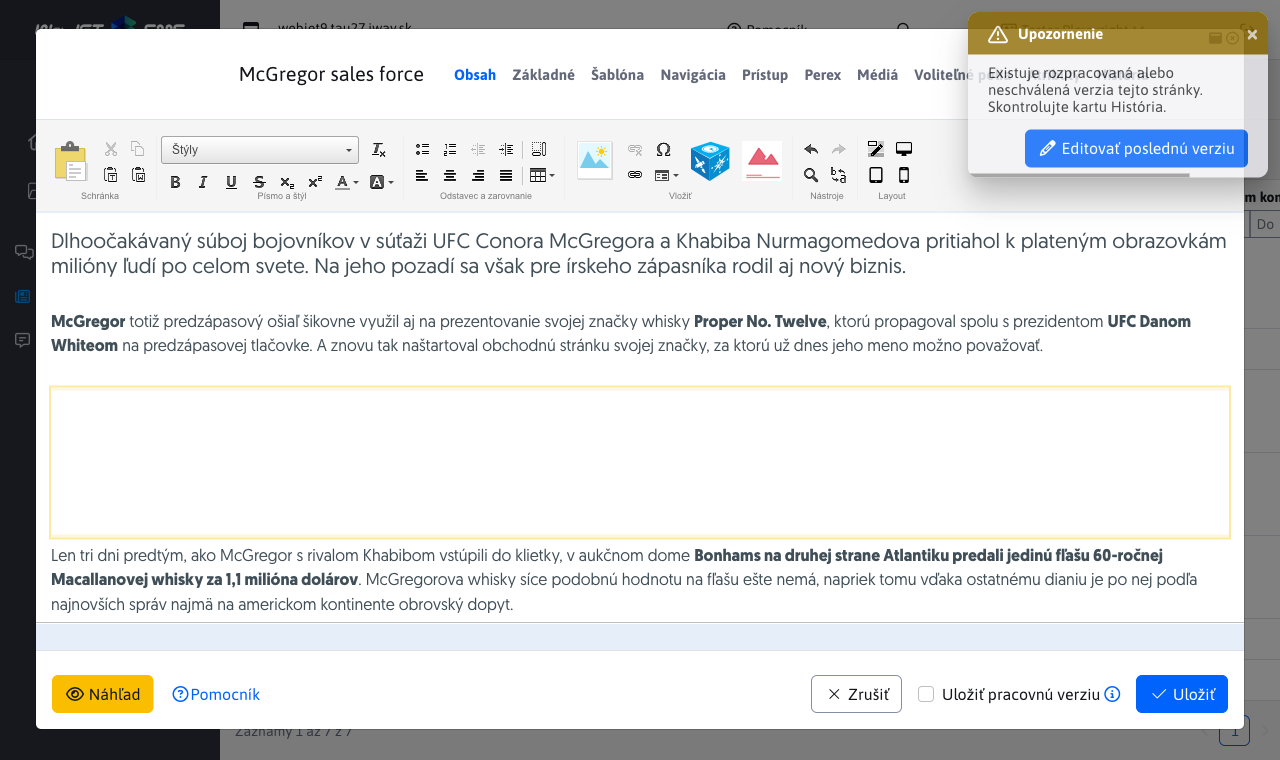 webjet9.tau27.iway.sk
Pomocník
McGregor sales force
Obsah
Základné
Šablóna
Navigácia
Prístup
Perex
Médiá
Voliteľné
Upozornenie
×
Existuje rozpracovaná alebo
neschválená verzia tejto stránky.
Skontrolujte kartu História.
Editovať poslednú verziu
Štýly
Schránka
Písmo a štýl
Odstavec a zarovnanie
Vložiť
Nástroje
Layout
Do
Dlhoočakávaný súboj bojovníkov v súťaži UFC Conora McGregora a Khabiba Nurmagomedova pritiahol k plateným obrazovkám
milióny ľudí po celom svete. Na jeho pozadí sa však pre írskeho zápasníka rodil aj nový biznis.
McGregor totiž predzápasový ošiaľ šikovne využil aj na prezentovanie svojej značky whisky Proper No. Twelve, ktorú propagoval spolu s prezidentom UFC Danom
Whiteom na predzápasovej tlačovke. A znovu tak naštartoval obchodnú stránku svojej značky, za ktorú už dnes jeho meno možno považovať.
Len tri dni predtým, ako McGregor s rivalom Khabibom vstúpili do klietky, v aukčnom dome Bonhams na druhej strane Atlantiku predali jedinú fľašu 60-ročnej
Macallanovej whisky za 1,1 milióna dolárov. McGregorova whisky síce podobnú hodnotu na fľašu ešte nemá, napriek tomu vďaka ostatnému dianiu je po nej podľa
najnovších správ najmä na americkom kontinente obrovský dopyt.
Náhľad
Pomocník
Zrušiť
Uložiť pracovnú verziu
Uložiť
Záznamy 1 až 7 z 7
1